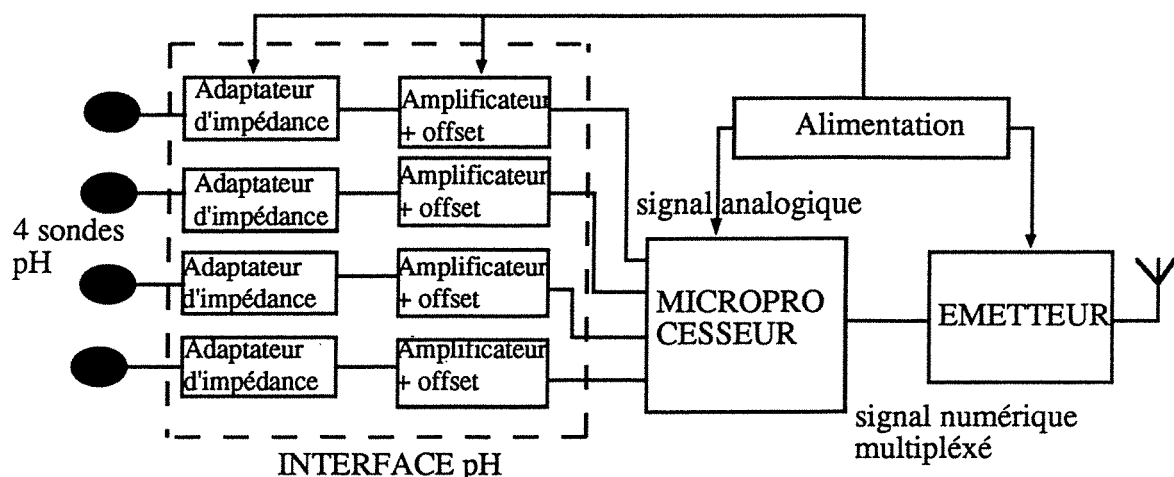 Adaptateur
d'impédance
Amplificateur
+ offset
Alimentation
Adaptateur
d'impédance
Amplificateur
+ offset
signal analogique
4 sondes
pH
Adaptateur
d'impédance
Amplificateur
+ offset
MICROPRO
CESSEUR
EMETTEUR
Adaptateur
d'impédance
Amplificateur
+ offset
signal numérique
multipléxé
INTERFACE pH